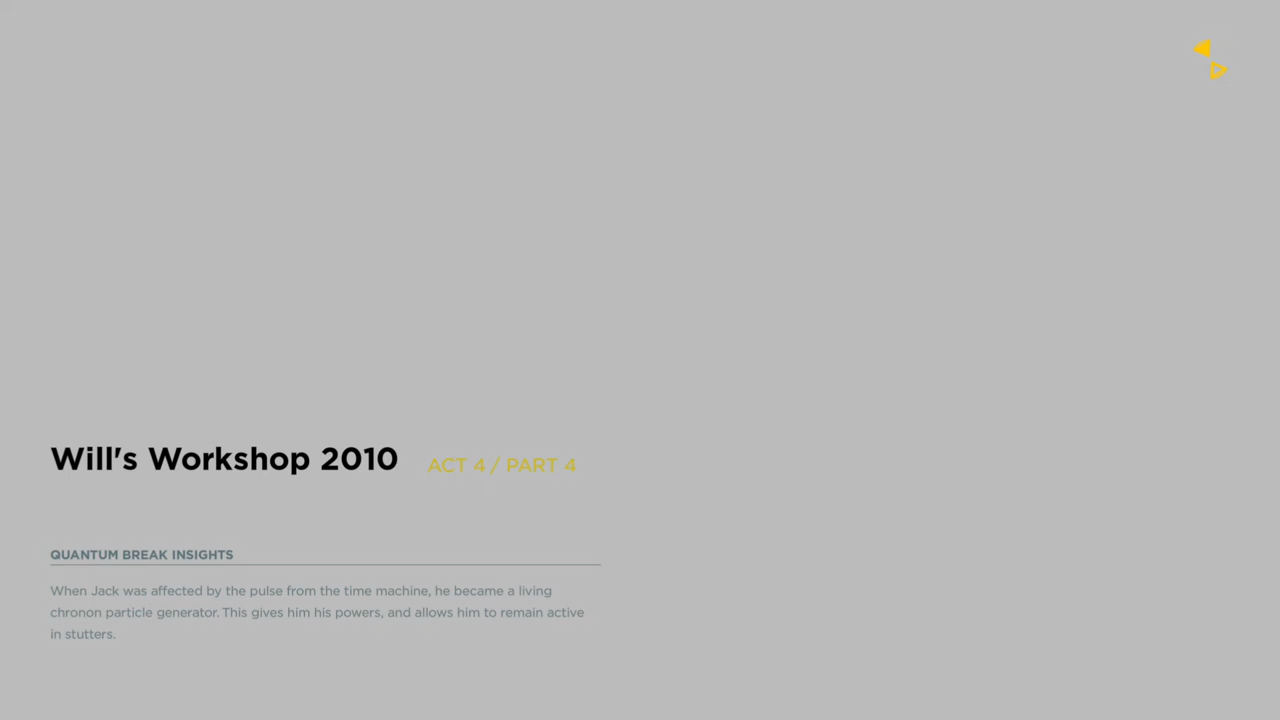 Will's Workshop 2010 ACT 4 / PART 4
QUANTUM BREAK INSIGHTS
When Jack was affected by the pulse from the time machine, he became a living
chronon particle generator. This gives him his powers, and allows him to remain active
in stutters.